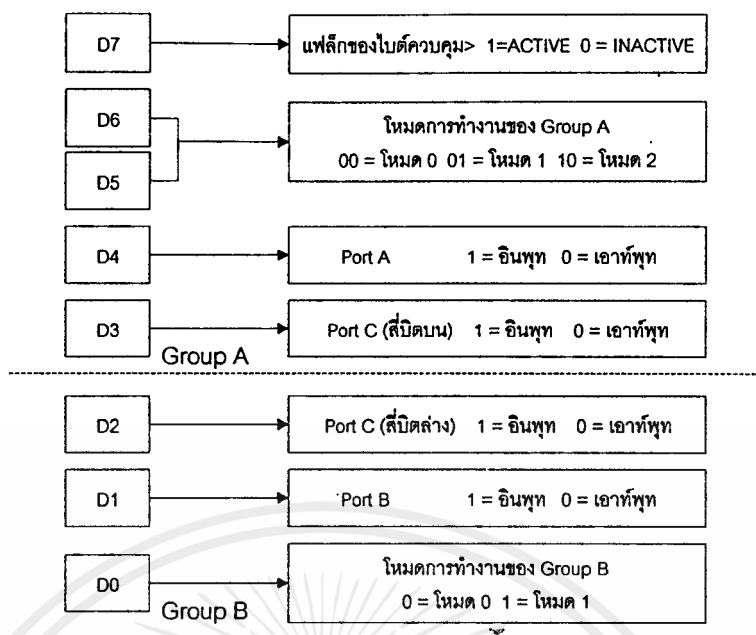 D7 แฟล็กของไบต์ควบคุม> 1=ACTIVE 0 = INACTIVE
D6
โหมดการทำงานของ Group A
00 = โหมด 0 01 = โหมด 1 10 = โหมด 2
D5
D4 Port A 1 = อินพุท 0 = เอาท์พุท
D3 Port C (สี่บิตบน) 1 = อินพุท 0 = เอาท์พุท
Group A
D2 Port C (สี่บิตล่าง) 1 = อินพุท 0 = เอาท์พุท
D1 Port B 1 = อินพุท 0 = เอาท์พุท
โหมดการทำงานของ Group B
D0
0 = โหมด 0 1 = โหมด 1
Group B